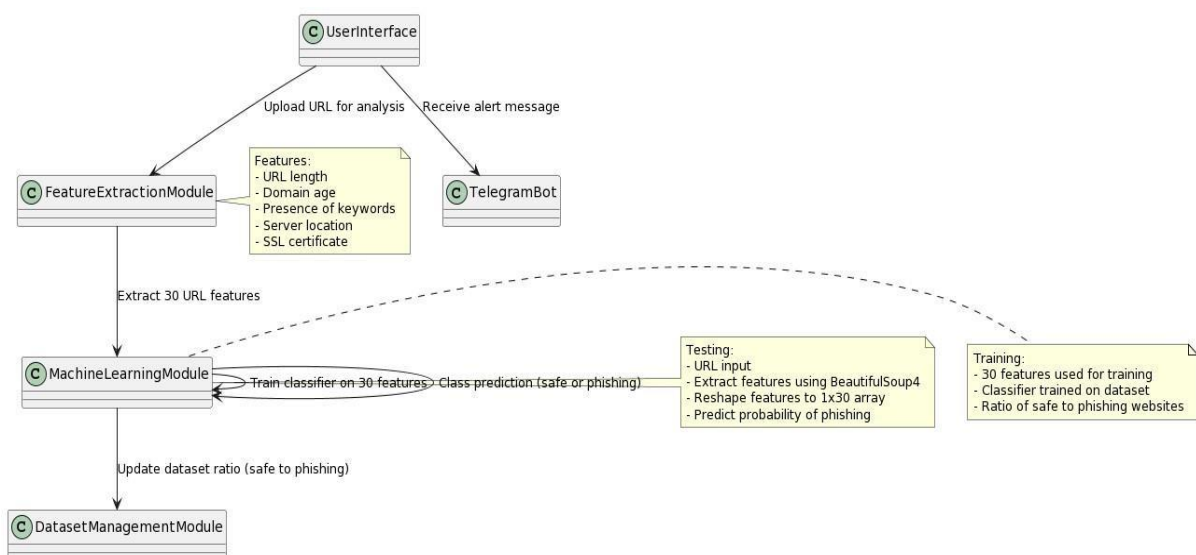 C UserInterface
Upload URL for analysis
Receive alert message
C FeatureExtractionModule
Features:
- URL length
- Domain age
- Presence of keywords
- Server location
- SSL certificate
C TelegramBot
Extract 30 URL features
C MachineLearningModule
Train classifier on 30 features
Class prediction (safe or phishing)
Testing:
- URL input
- Extract features using BeautifulSoup4
- Reshape features to 1x30 array
- Predict probability of phishing
Training:
- 30 features used for training
- Classifier trained on dataset
- Ratio of safe to phishing websites
Update dataset ratio (safe to phishing)
C DatasetManagementModule